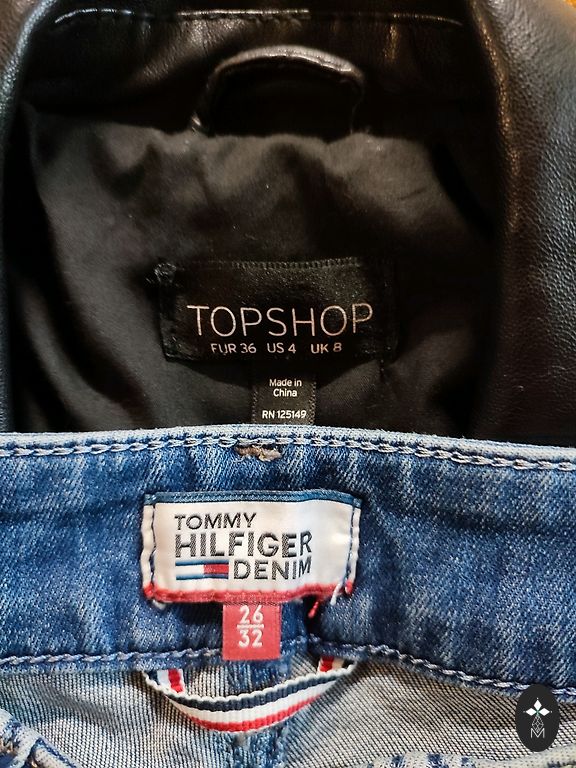 TOPSHOP
EUR 36 US 4 UK 8
Made in
China
RN 125149
TOMMY
HILFIGER
DENIM
26
32